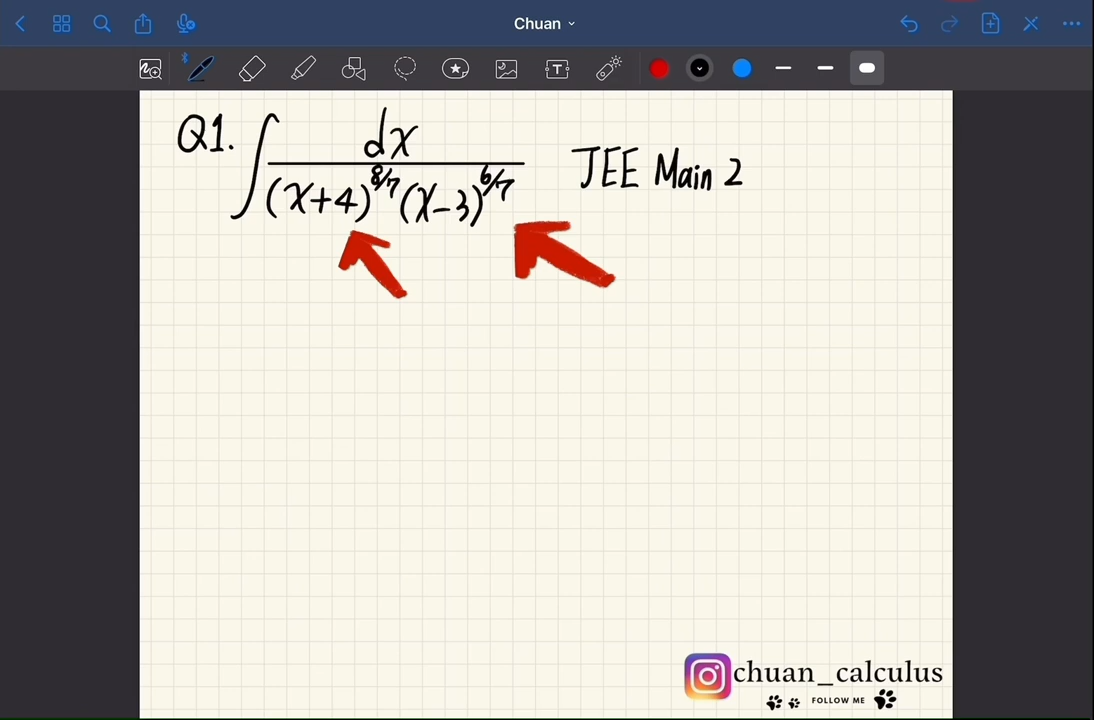 Chuan
Q1. ∫ dx / (x+4)^8/7 (x-3)^6/7 JEE Main 2
chuan_calculus
FOLLOW ME